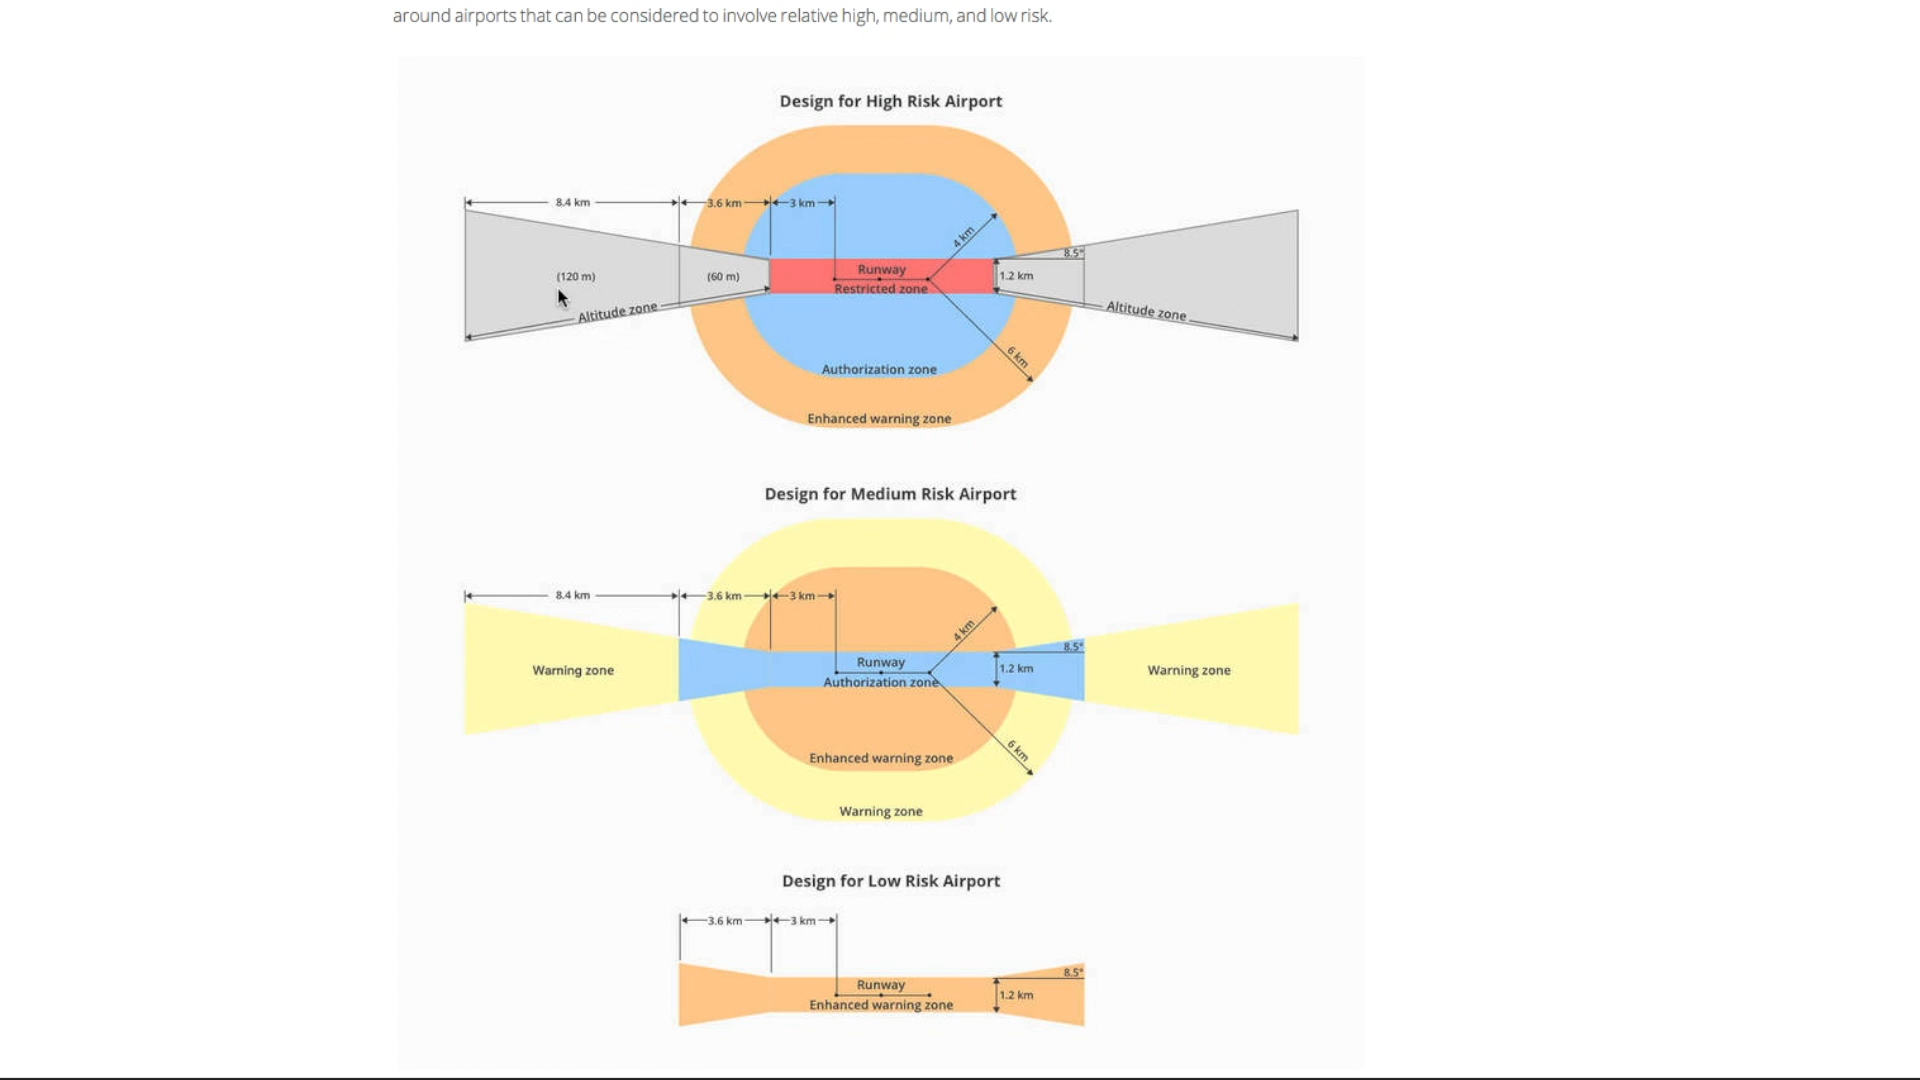 around airports that can be considered to involve relative high, medium, and low risk.
Design for High Risk Airport
8.4 km
3.6 km
3 km
4 km
8.5°
(120 m)
(60 m)
Runway
1.2 km
Restricted zone
Altitude zone
Altitude zone
6 km
Authorization zone
Enhanced warning zone
Design for Medium Risk Airport
8.4 km
3.6 km
3 km
4 km
8.5°
Warning zone
Runway
1.2 km
Warning zone
Authorization zone
6 km
Enhanced warning zone
Warning zone
Design for Low Risk Airport
3.6 km
3 km
8.5°
Runway
1.2 km
Enhanced warning zone